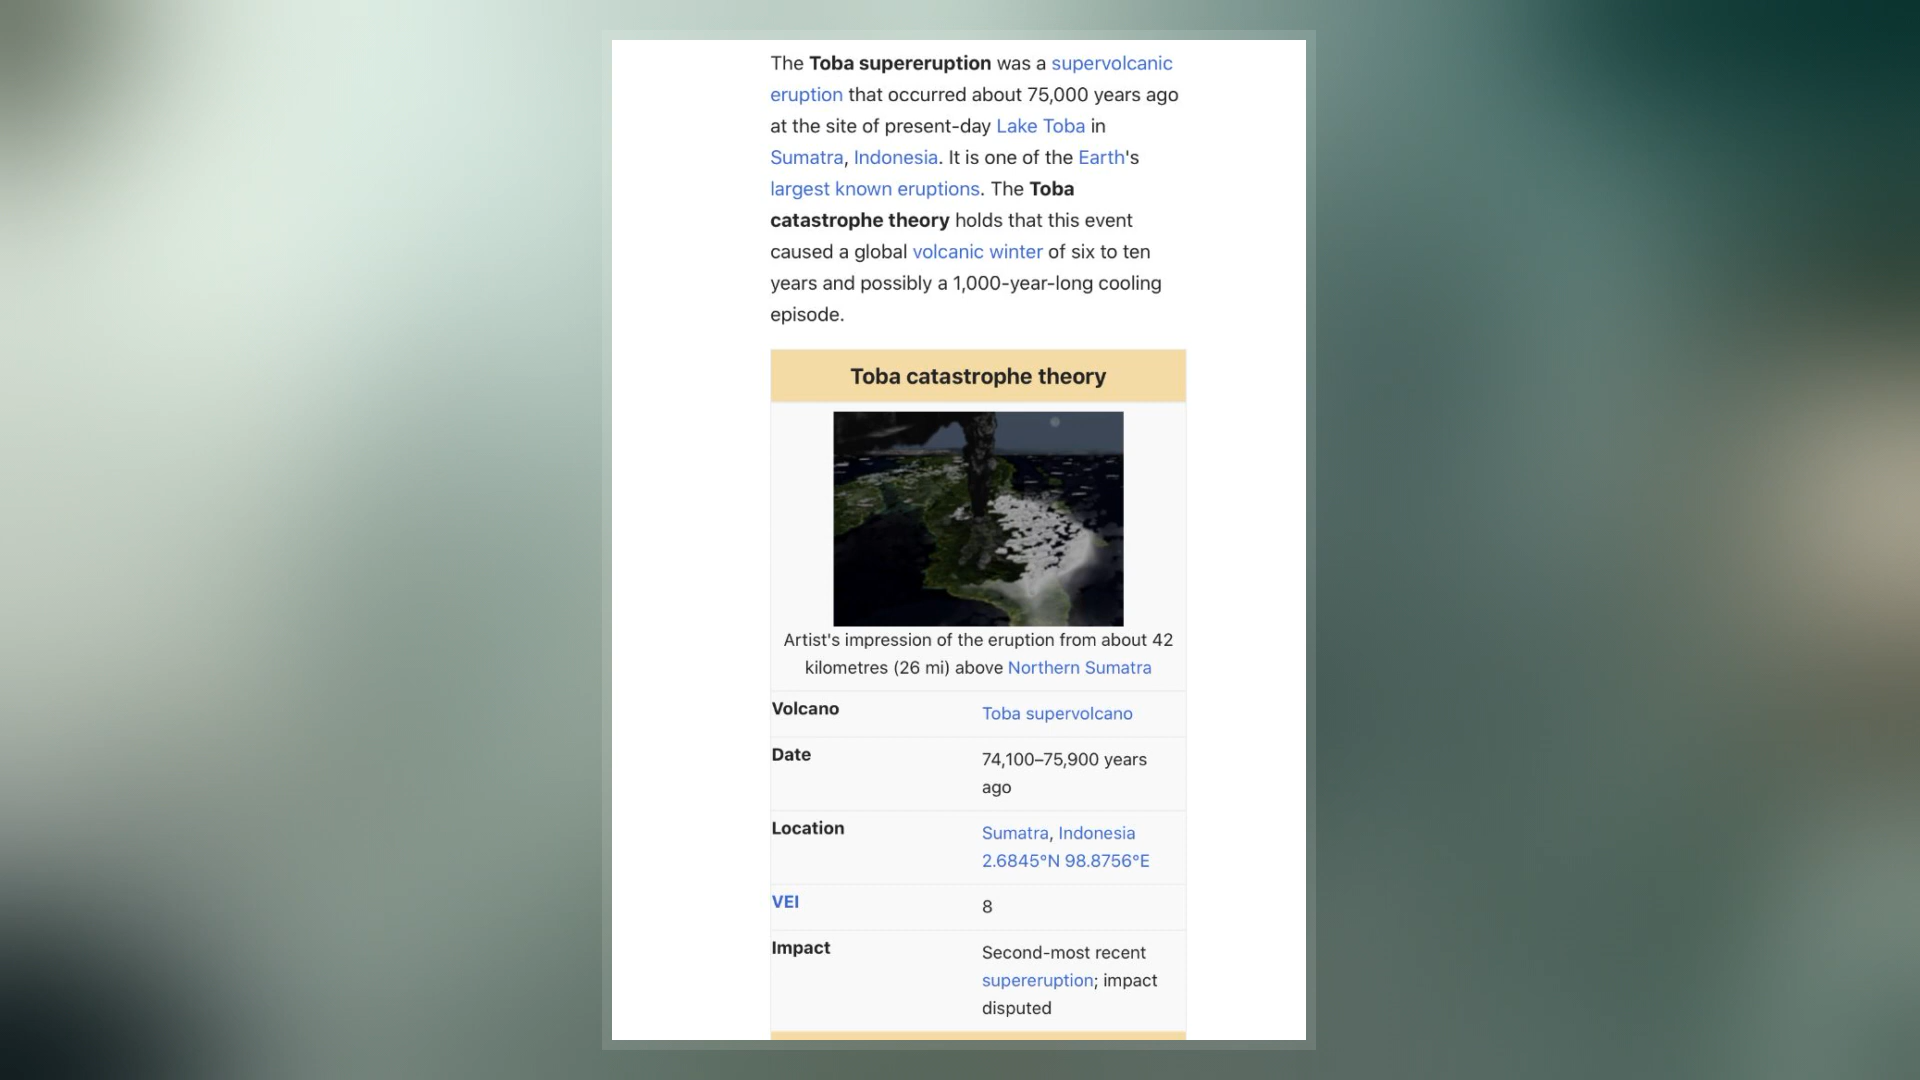 The Toba supereruption was a supervolcanic
eruption that occurred about 75,000 years ago
at the site of present-day Lake Toba in
Sumatra, Indonesia. It is one of the Earth's
largest known eruptions. The Toba
catastrophe theory holds that this event
caused a global volcanic winter of six to ten
years and possibly a 1,000-year-long cooling
episode.
Toba catastrophe theory
Artist's impression of the eruption from about 42
kilometres (26 mi) above Northern Sumatra
Volcano Toba supervolcano
Date 74,100–75,900 years
ago
Location Sumatra, Indonesia
2.6845°N 98.8756°E
VEI 8
Impact Second-most recent
supereruption; impact
disputed